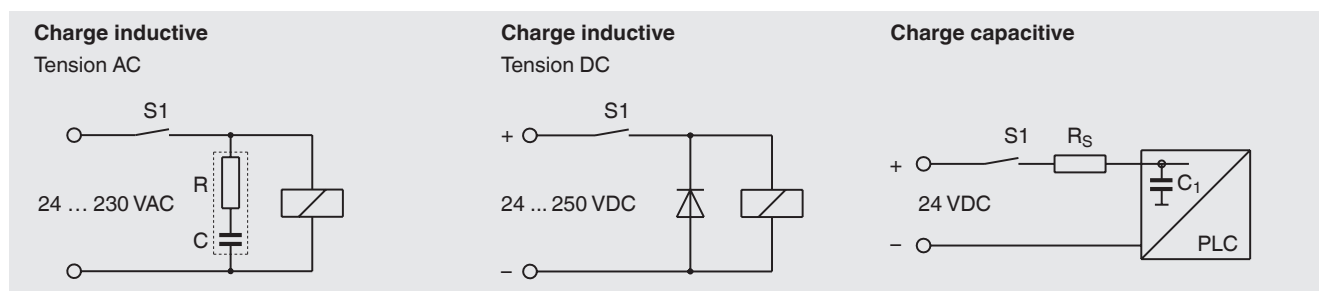 Charge inductive
Tension AC
S1
R
24 … 230 VAC
C
Charge inductive
Tension DC
S1
+
24 ... 250 VDC
–
Charge capacitive
S1 RS
+
C1
24 VDC
–
PLC